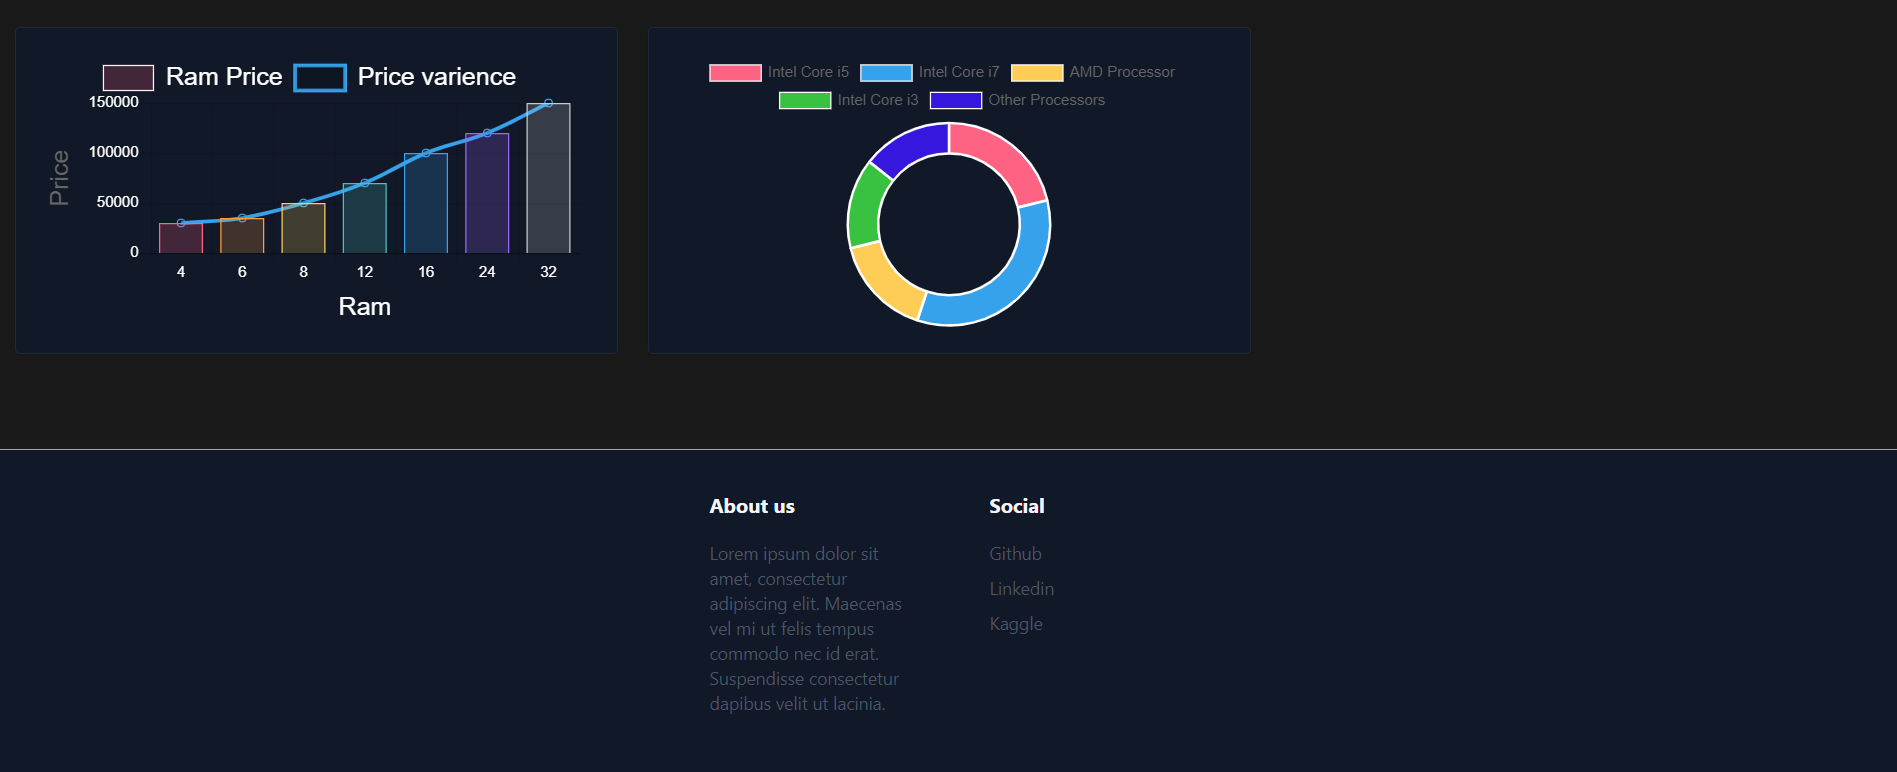 Ram Price Price varience
150000
100000
50000
0
Price
4 6 8 12 16 24 32
Ram
Intel Core i5 Intel Core i7 AMD Processor
Intel Core i3 Other Processors
About us
Lorem ipsum dolor sit
amet, consectetur
adipiscing elit. Maecenas
vel mi ut felis tempus
commodo nec id erat.
Suspendisse consectetur
dapibus velit ut lacinia.
Social
Github
Linkedin
Kaggle